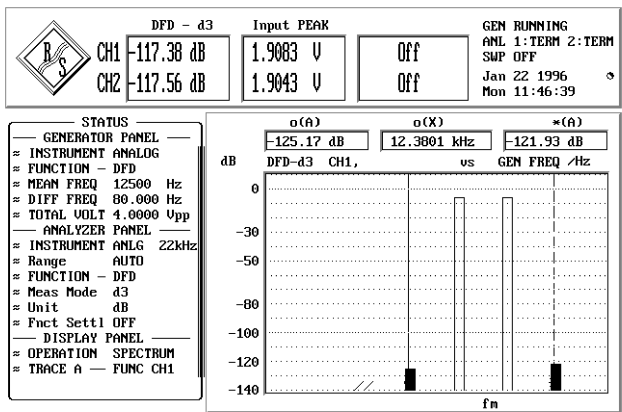 R S
DFD - d3 Input PEAK
CH1 -117.38 dB 1.9083 V Off
CH2 -117.56 dB 1.9043 V Off
GEN RUNNING
ANL 1:TERM 2:TERM
SWP OFF
Jan 22 1996
Mon 11:46:39
STATUS
GENERATOR PANEL
≈ INSTRUMENT ANALOG
≈ FUNCTION - DFD
≈ MEAN FREQ 12500 Hz
≈ DIFF FREQ 80.000 Hz
≈ TOTAL VOLT 4.0000 Vpp
ANALYZER PANEL
≈ INSTRUMENT ANLG 22kHz
≈ Range AUTO
≈ FUNCTION - DFD
≈ Meas Mode d3
≈ Unit dB
≈ Fnct Settl OFF
DISPLAY PANEL
≈ OPERATION SPECTRUM
≈ TRACE A — FUNC CH1
o(A) o(X) *(A)
-125.17 dB 12.3801 kHz -121.93 dB
dB DFD-d3 CH1, vs GEN FREQ /Hz
0
-30
-50
-80
-100
-120
-140
fm